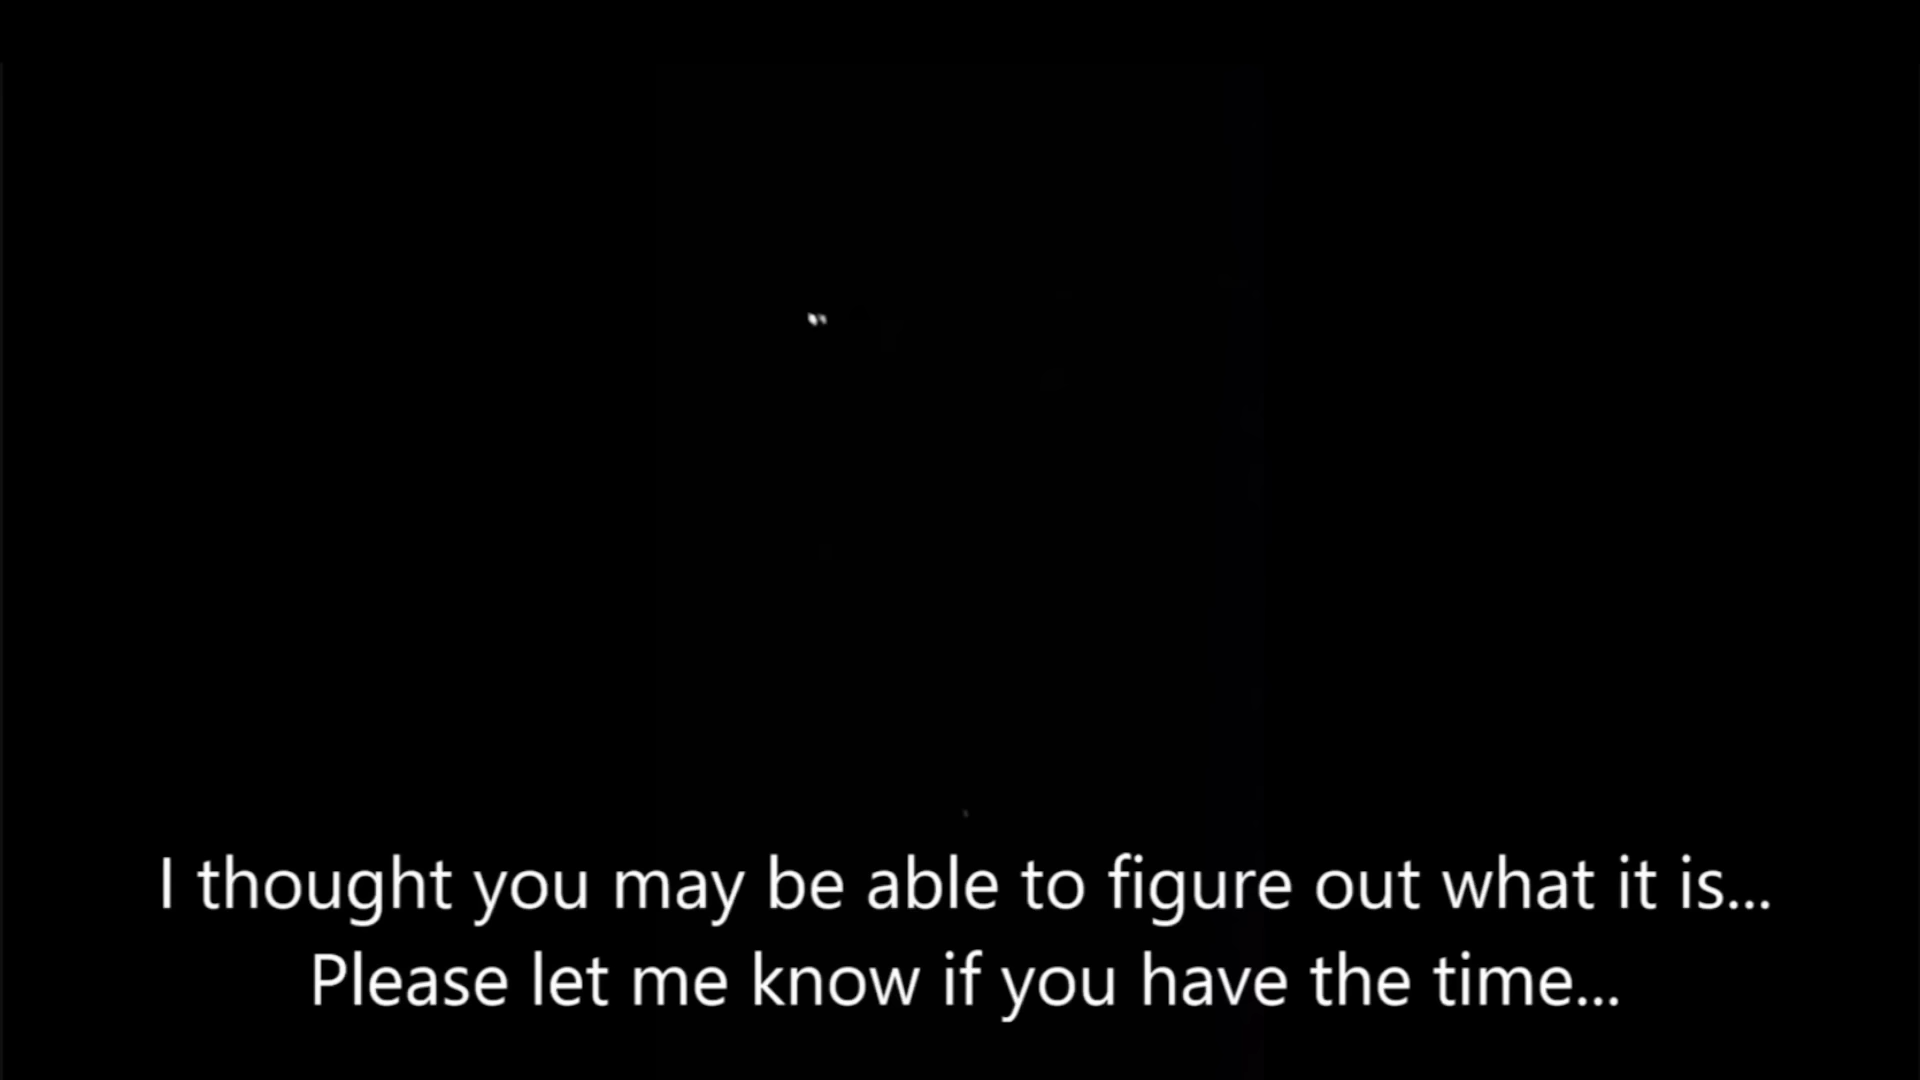 I thought you may be able to figure out what it is...
Please let me know if you have the time...